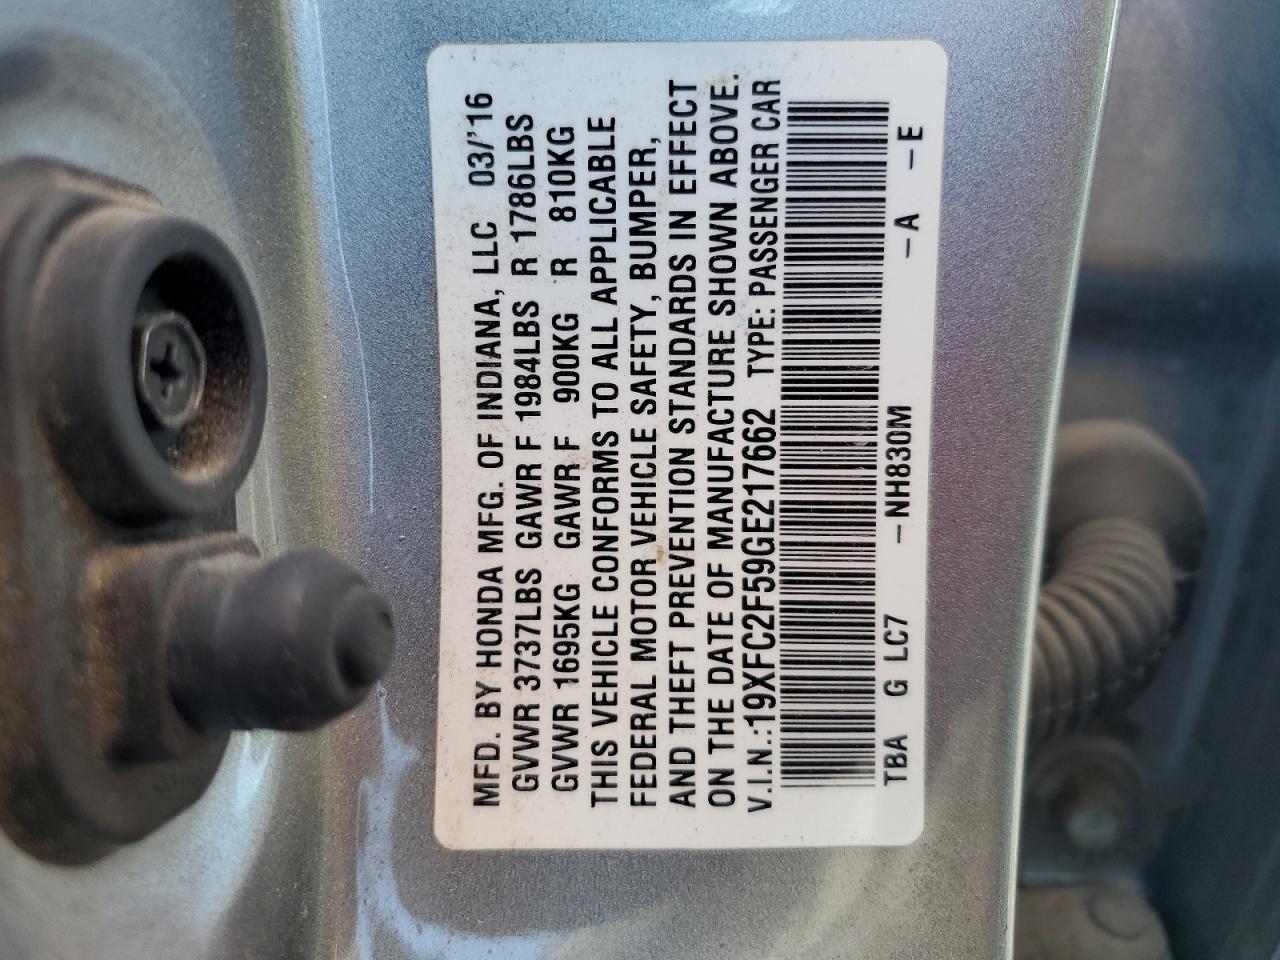 MFD. BY HONDA MFG. OF INDIANA, LLC 03/'16
GVWR 3737LBS GAWR F 1984LBS R 1786LBS
GVWR 1695KG GAWR F 900KG R 810KG
THIS VEHICLE CONFORMS TO ALL APPLICABLE
FEDERAL MOTOR VEHICLE SAFETY, BUMPER,
AND THEFT PREVENTION STANDARDS IN EFFECT
ON THE DATE OF MANUFACTURE SHOWN ABOVE.
V.I.N.:19XFC2F59GE217662 TYPE: PASSENGER CAR
TBA G LC7 –NH830M –A –E